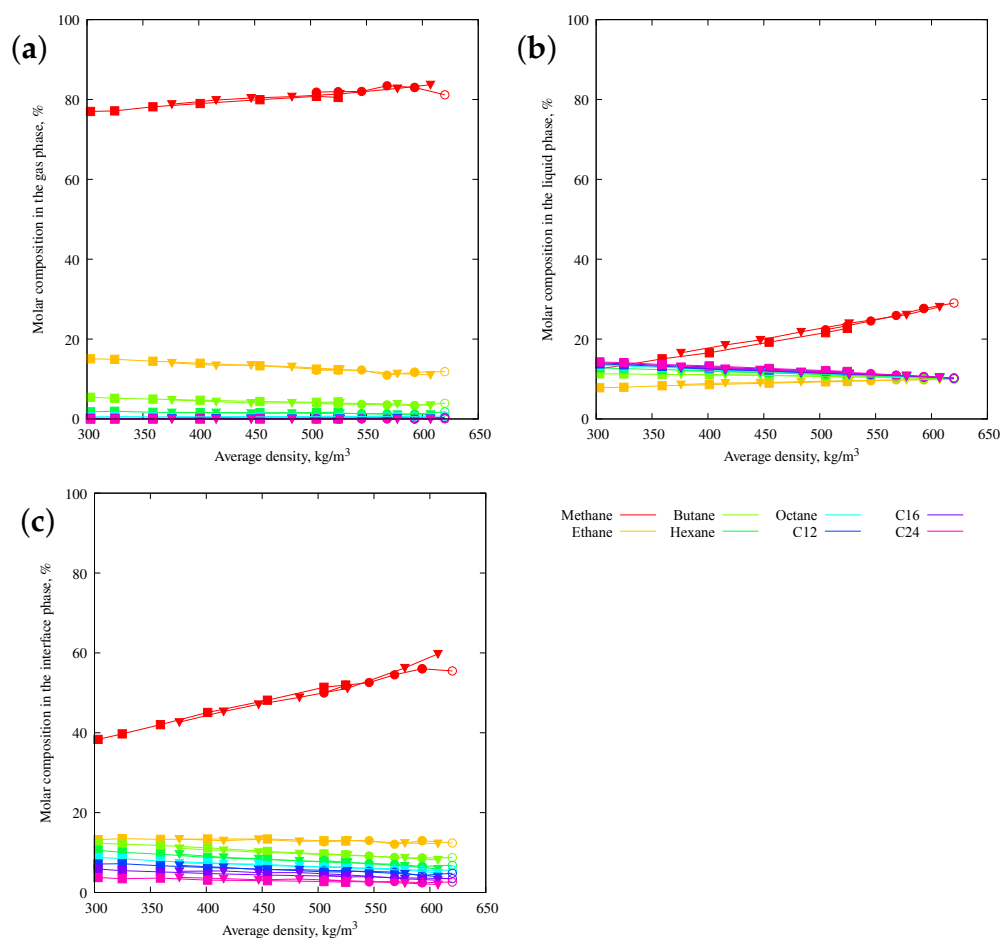 (a)
Molar composition in the gas phase, %
100
80
60
40
20
0
300 350 400 450 500 550 600 650
Average density, kg/m³
(b)
Molar composition in the liquid phase, %
100
80
60
40
20
0
300 350 400 450 500 550 600 650
Average density, kg/m³
(c)
Molar composition in the interface phase, %
100
80
60
40
20
0
300 350 400 450 500 550 600 650
Average density, kg/m³
Methane Butane Octane C16
Ethane Hexane C12 C24